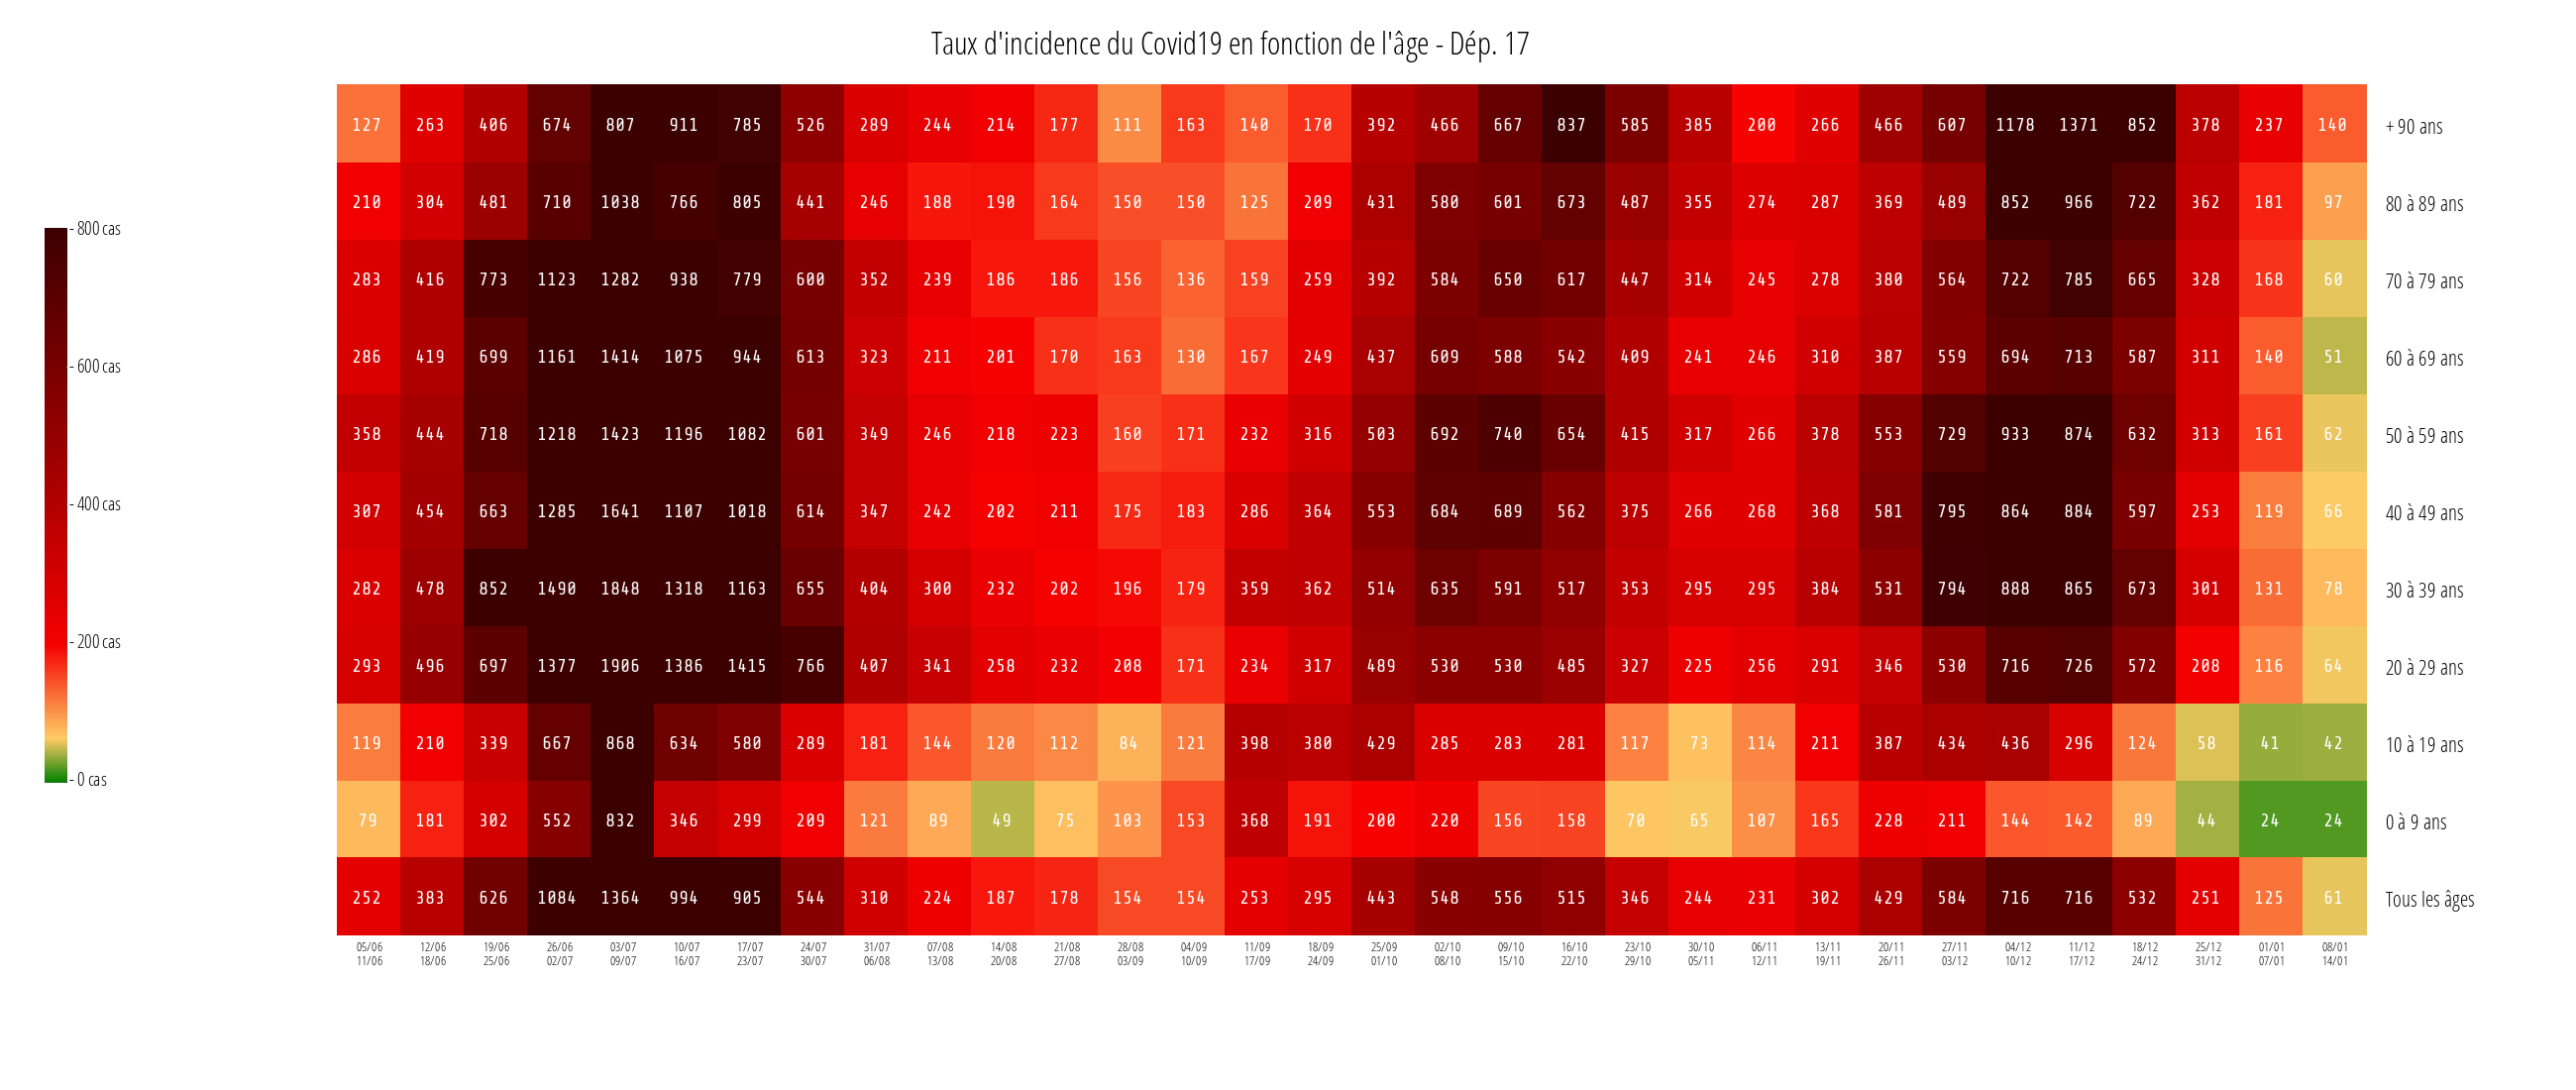 Taux d'incidence du Covid19 en fonction de l'âge - Dép. 17
127 263 406 674 807 911 785 526 289 244 214 177 111 163 140 170 392 466 667 837 585 385 200 266 466 607 1178 1371 852 378 237 140 + 90 ans
210 304 481 710 1038 766 805 441 246 188 190 164 150 150 125 209 431 580 601 673 487 355 274 287 369 489 852 966 722 362 181 97 80 à 89 ans
- 800 cas
283 416 773 1123 1282 938 779 600 352 239 186 186 156 136 159 259 392 584 650 617 447 314 245 278 380 564 722 785 665 328 168 60 70 à 79 ans
286 419 699 1161 1414 1075 944 613 323 211 201 170 163 130 167 249 437 609 588 542 409 241 246 310 387 559 694 713 587 311 140 51 60 à 69 ans
- 600 cas
358 444 718 1218 1423 1196 1082 601 349 246 218 223 160 171 232 316 503 692 740 654 415 317 266 378 553 729 933 874 632 313 161 62 50 à 59 ans
- 400 cas
307 454 663 1285 1641 1107 1018 614 347 242 202 211 175 183 286 364 553 684 689 562 375 266 268 368 581 795 864 884 597 253 119 66 40 à 49 ans
282 478 852 1490 1848 1318 1163 655 404 300 232 202 196 179 359 362 514 635 591 517 353 295 295 384 531 794 888 865 673 301 131 78 30 à 39 ans
- 200 cas
293 496 697 1377 1906 1386 1415 766 407 341 258 232 208 171 234 317 489 530 530 485 327 225 256 291 346 530 716 726 572 208 116 64 20 à 29 ans
119 210 339 667 868 634 580 289 181 144 120 112 84 121 398 380 429 285 283 281 117 73 114 211 387 434 436 296 124 58 41 42 10 à 19 ans
- 0 cas
79 181 302 552 832 346 299 209 121 89 49 75 103 153 368 191 200 220 156 158 70 65 107 165 228 211 144 142 89 44 24 24 0 à 9 ans
252 383 626 1084 1364 994 905 544 310 224 187 178 154 154 253 295 443 548 556 515 346 244 231 302 429 584 716 716 532 251 125 61 Tous les âges
05/06 12/06 19/06 26/06 03/07 10/07 17/07 24/07 31/07 07/08 14/08 21/08 28/08 04/09 11/09 18/09 25/09 02/10 09/10 16/10 23/10 30/10 06/11 13/11 20/11 27/11 04/12 11/12 18/12 25/12 01/01 08/01
11/06 18/06 25/06 02/07 09/07 16/07 23/07 30/07 06/08 13/08 20/08 27/08 03/09 10/09 17/09 24/09 01/10 08/10 15/10 22/10 29/10 05/11 12/11 19/11 26/11 03/12 10/12 17/12 24/12 31/12 07/01 14/01